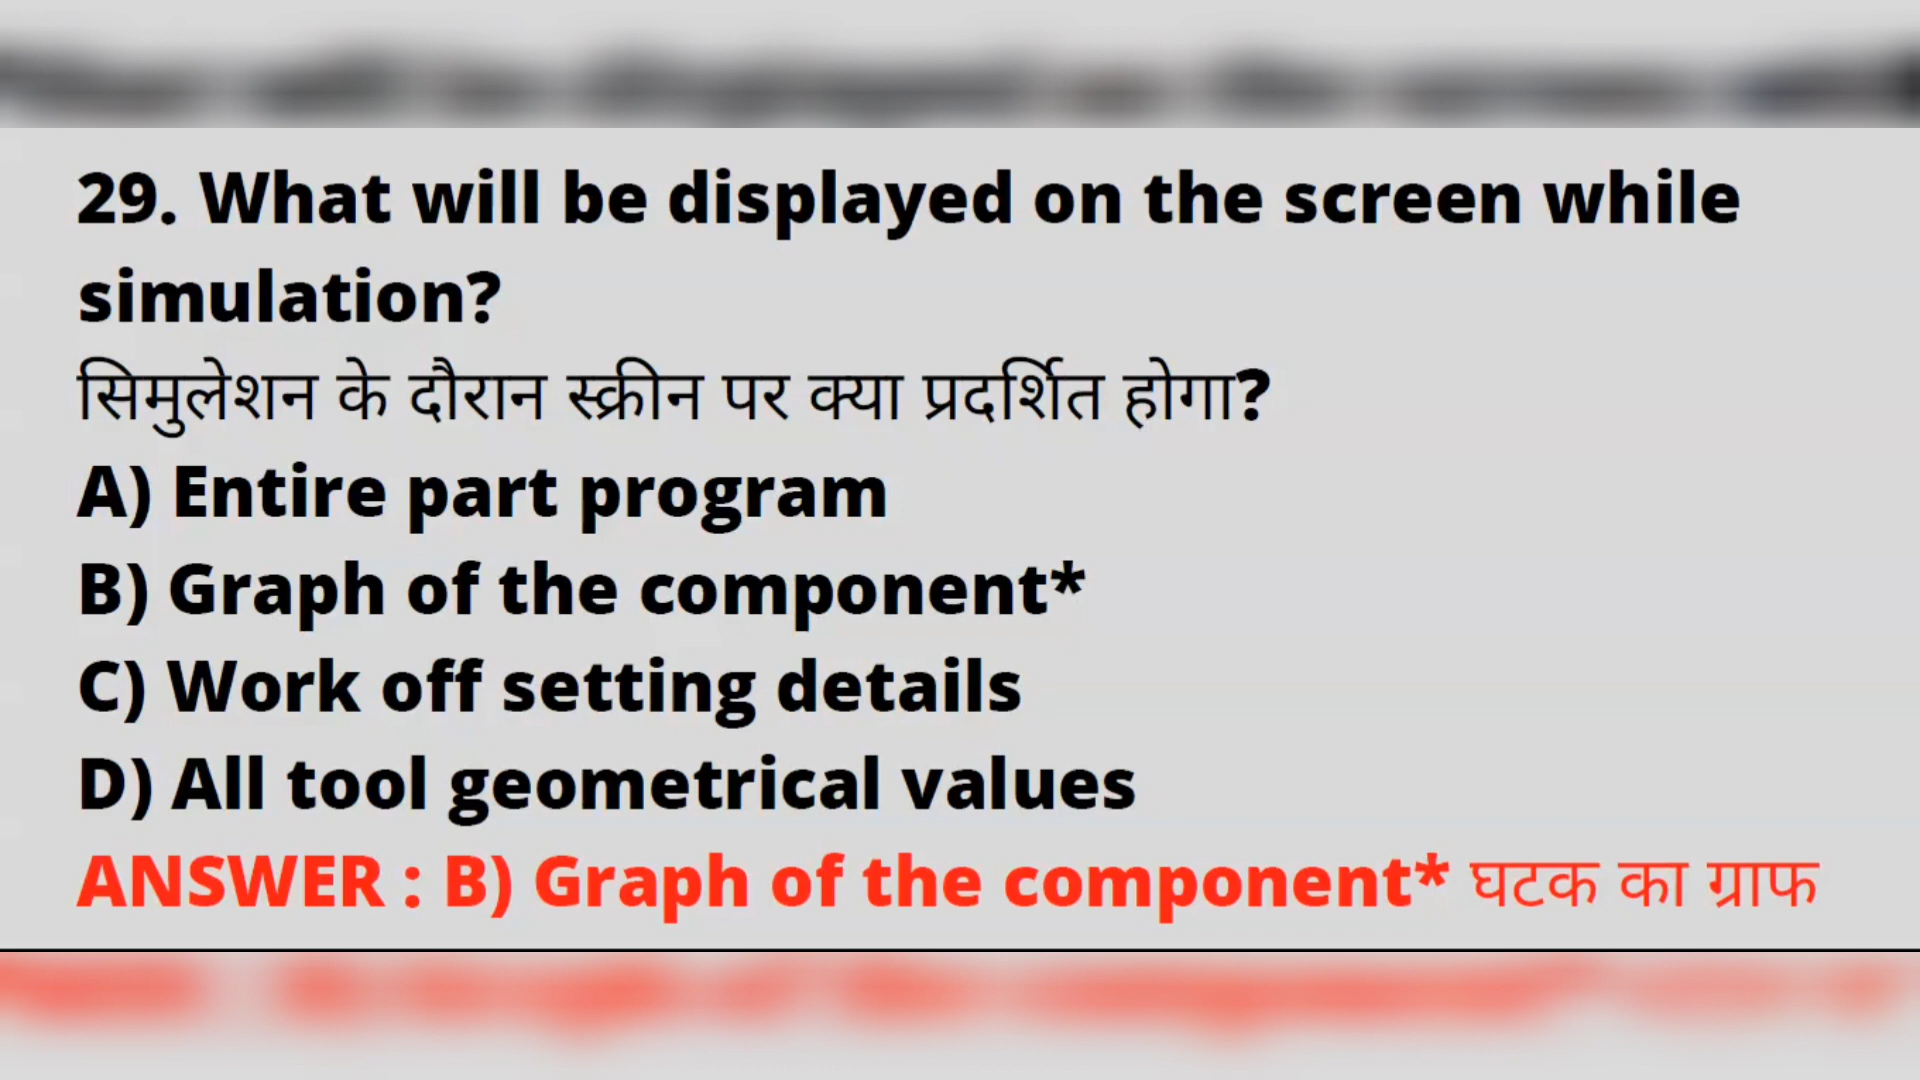 29. What will be displayed on the screen while
simulation?
सिमुलेशन के दौरान स्क्रीन पर क्या प्रदर्शित होगा?
A) Entire part program
B) Graph of the component*
C) Work off setting details
D) All tool geometrical values
ANSWER : B) Graph of the component* घटक का ग्राफ